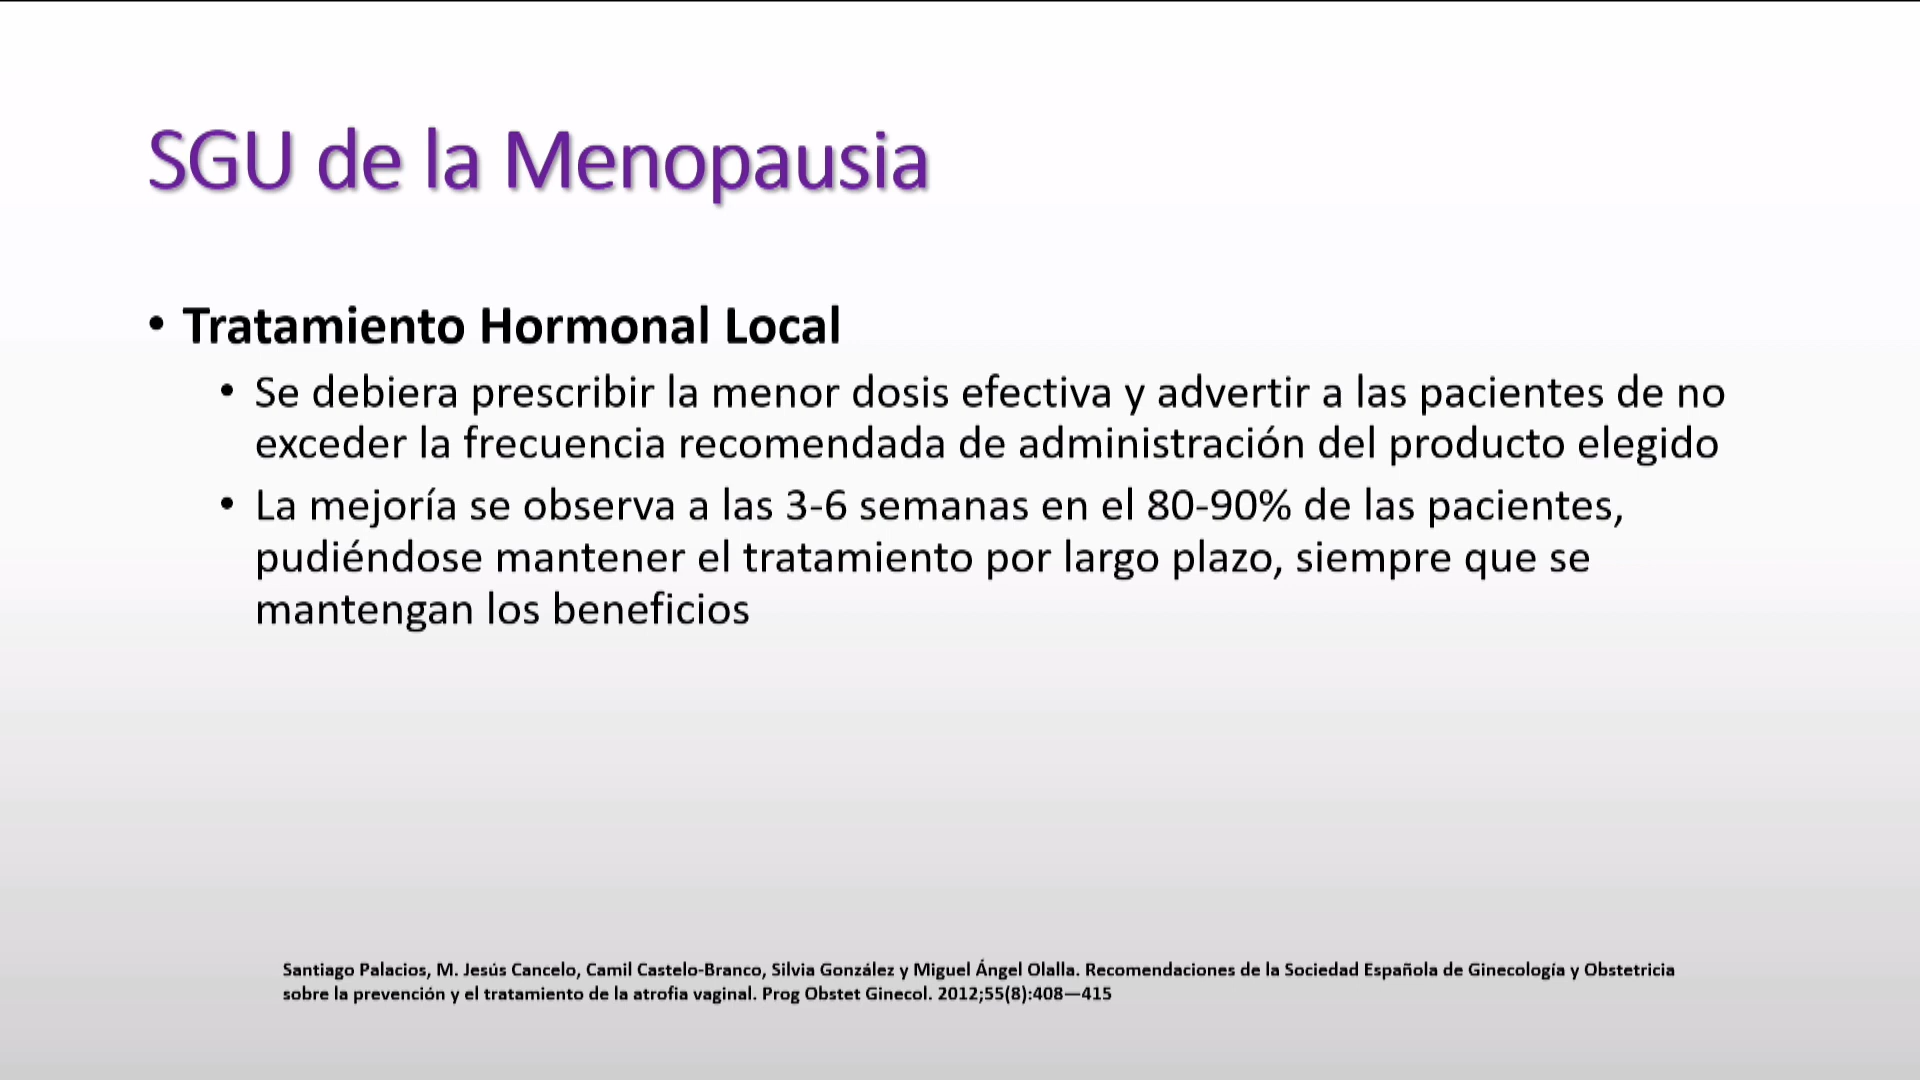 SGU de la Menopausia
• Tratamiento Hormonal Local
• Se debiera prescribir la menor dosis efectiva y advertir a las pacientes de no
exceder la frecuencia recomendada de administración del producto elegido
• La mejoría se observa a las 3-6 semanas en el 80-90% de las pacientes,
pudiéndose mantener el tratamiento por largo plazo, siempre que se
mantengan los beneficios
Santiago Palacios, M. Jesús Cancelo, Camil Castelo-Branco, Silvia González y Miguel Ángel Olalla. Recomendaciones de la Sociedad Española de Ginecología y Obstetricia
sobre la prevención y el tratamiento de la atrofia vaginal. Prog Obstet Ginecol. 2012;55(8):408—415